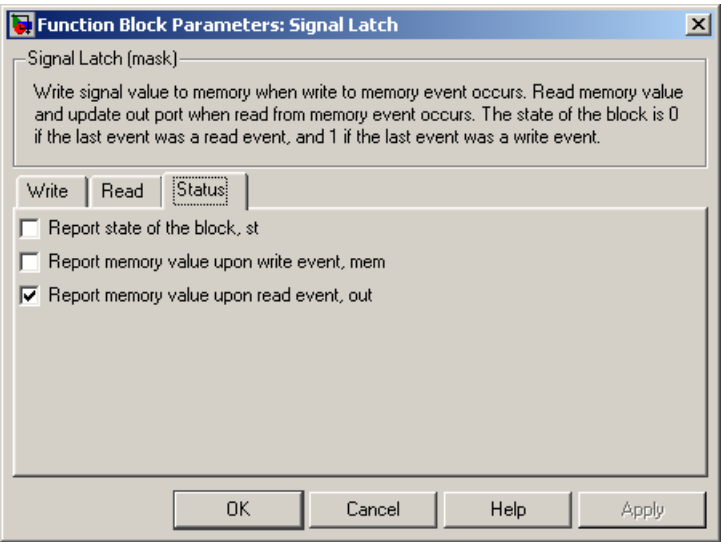 Function Block Parameters: Signal Latch
Signal Latch (mask)
Write signal value to memory when write to memory event occurs. Read memory value
and update out port when read from memory event occurs. The state of the block is 0
if the last event was a read event, and 1 if the last event was a write event.
Write Read Status
Report state of the block, st
Report memory value upon write event, mem
Report memory value upon read event, out
OK Cancel Help Apply